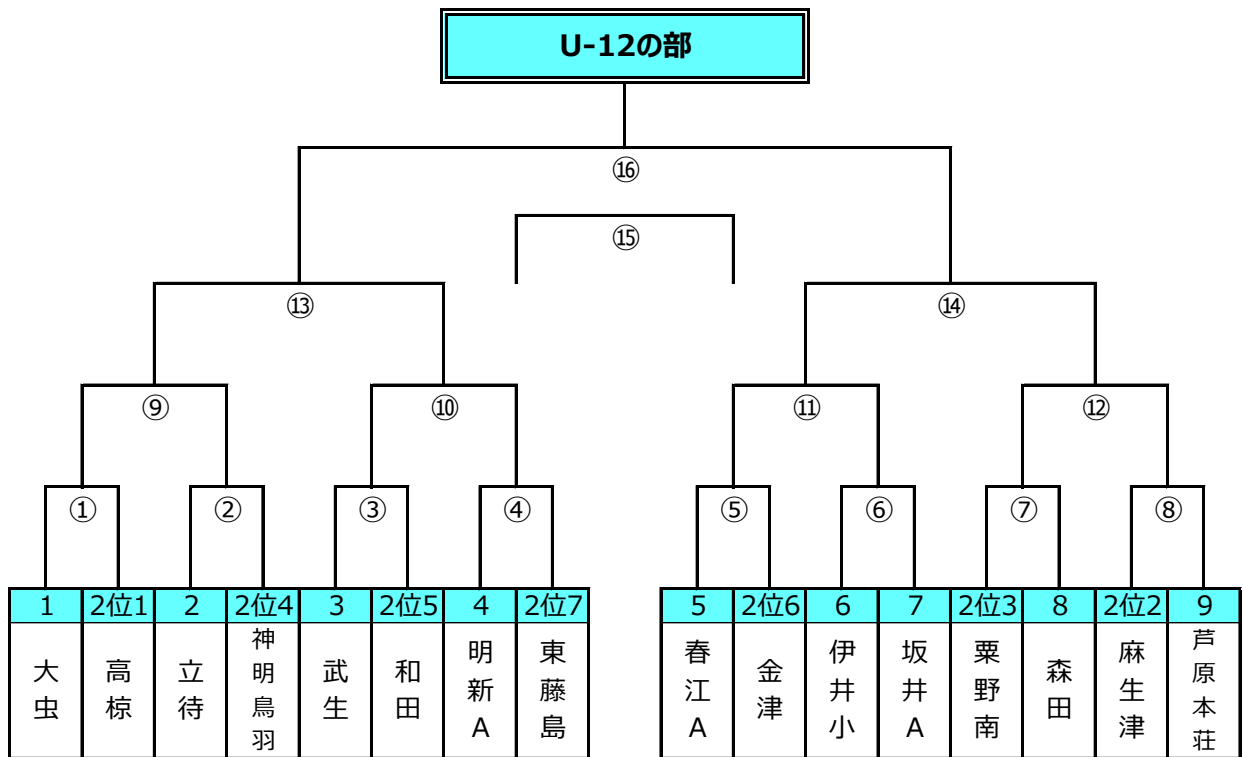 U-12の部
⑯
⑮
⑬ ⑭
⑨ ⑩ ⑪ ⑫
① ② ③ ④ ⑤ ⑥ ⑦ ⑧
1 2位1 2 2位4 3 2位5 4 2位7 5 2位6 6 7 2位3 8 2位2 9
大虫 高椋 立待 神明鳥羽 武生 和田 明新A 東藤島 春江A 金津 伊井小 坂井A 粟野南 森田 麻生津 芦原本荘